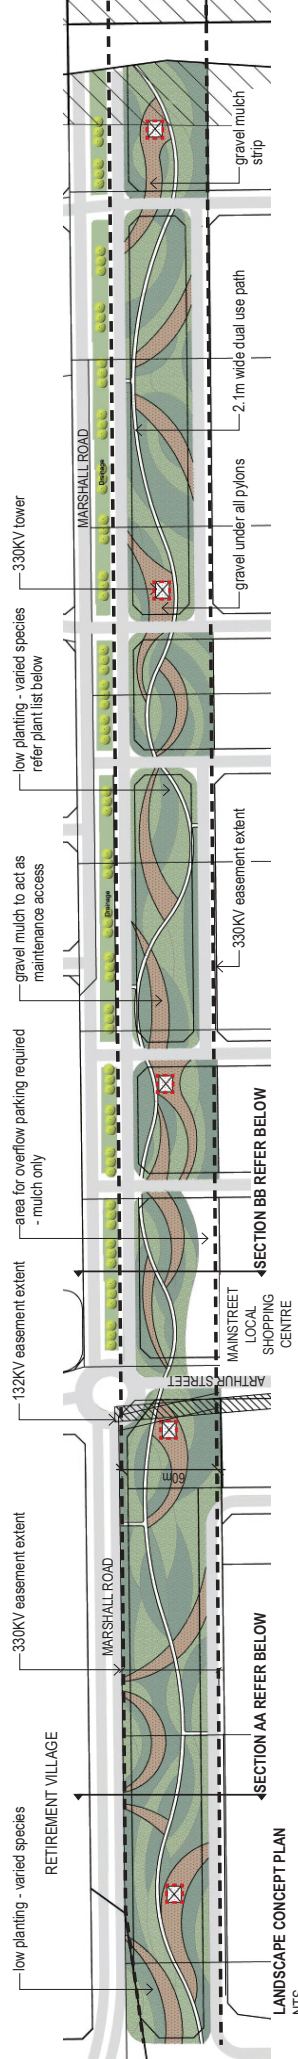 low planting - varied species
RETIREMENT VILLAGE
330KV easement extent
132KV easement extent
area for overflow parking required
- mulch only
gravel mulch to act as
maintenance access
low planting - varied species
refer plant list below
330KV tower
MARSHALL ROAD
MARSHALL ROAD
Drainage
Drainage
60m
ARTHUR STREET
MAINSTREET
LOCAL
SHOPPING
CENTRE
330KV easement extent
gravel under all pylons
2.1m wide dual use path
gravel mulch
strip
SECTION AA REFER BELOW
SECTION BB REFER BELOW
LANDSCAPE CONCEPT PLAN
NTS